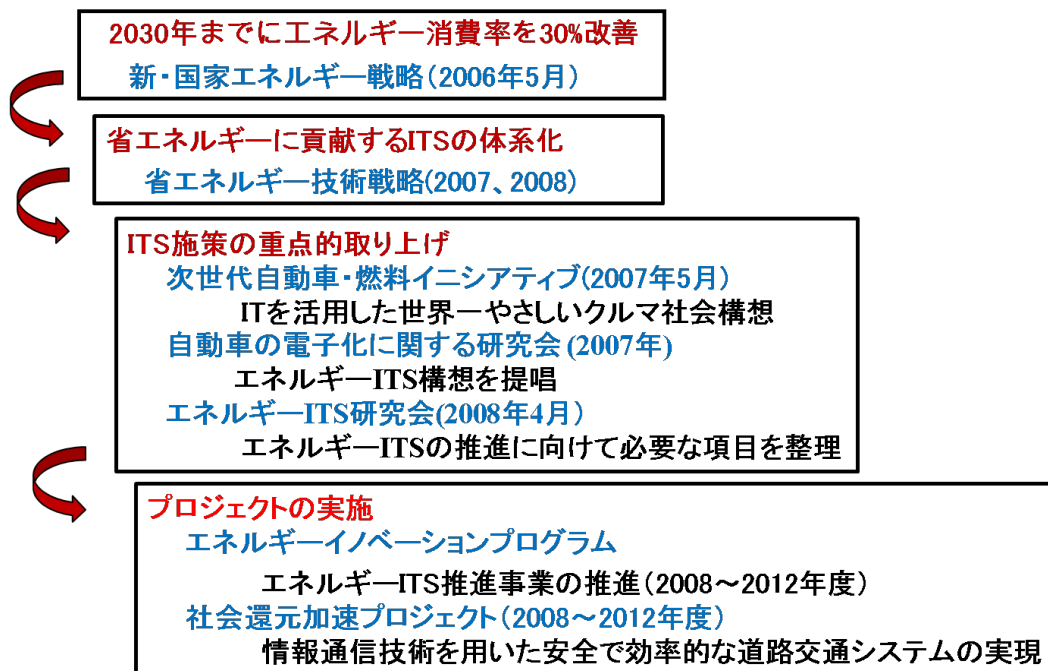 2030年までにエネルギー消費率を30%改善
新・国家エネルギー戦略(2006年5月)
省エネルギーに貢献するITSの体系化
省エネルギー技術戦略(2007、2008)
ITS施策の重点的取り上げ
次世代自動車・燃料イニシアティブ(2007年5月)
ITを活用した世界一やさしいクルマ社会構想
自動車の電子化に関する研究会(2007年)
エネルギーITS構想を提唱
エネルギーITS研究会(2008年4月)
エネルギーITSの推進に向けて必要な項目を整理
プロジェクトの実施
エネルギーイノベーションプログラム
エネルギーITS推進事業の推進(2008~2012年度)
社会還元加速プロジェクト(2008~2012年度)
情報通信技術を用いた安全で効率的な道路交通システムの実現